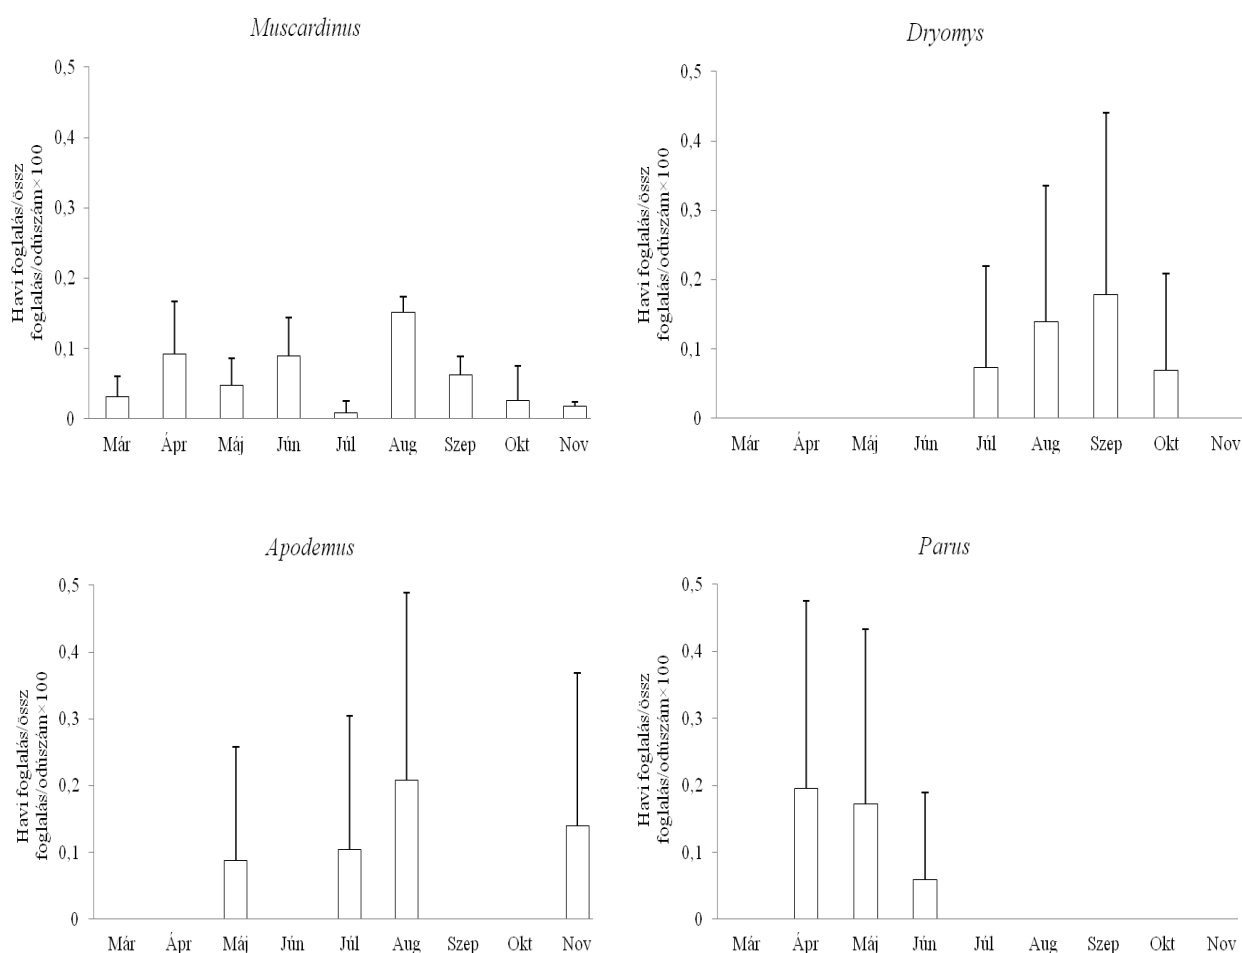 Muscardinus
Havi foglalás/össz
foglalás/odúszám×100
0,5
0,4
0,3
0,2
0,1
0
Már Ápr Máj Jún Júl Aug Szep Okt Nov
Dryomys
Havi foglalás/össz
foglalás/odúszám×100
0,5
0,4
0,3
0,2
0,1
0
Már Ápr Máj Jún Júl Aug Szep Okt Nov
Apodemus
Havi foglalás/össz
foglalás/odúszám×100
0,5
0,4
0,3
0,2
0,1
0
Már Ápr Máj Jún Júl Aug Szep Okt Nov
Parus
Havi foglalás/össz
foglalás/odúszám×100
0,5
0,4
0,3
0,2
0,1
0
Már Ápr Máj Jún Júl Aug Szep Okt Nov